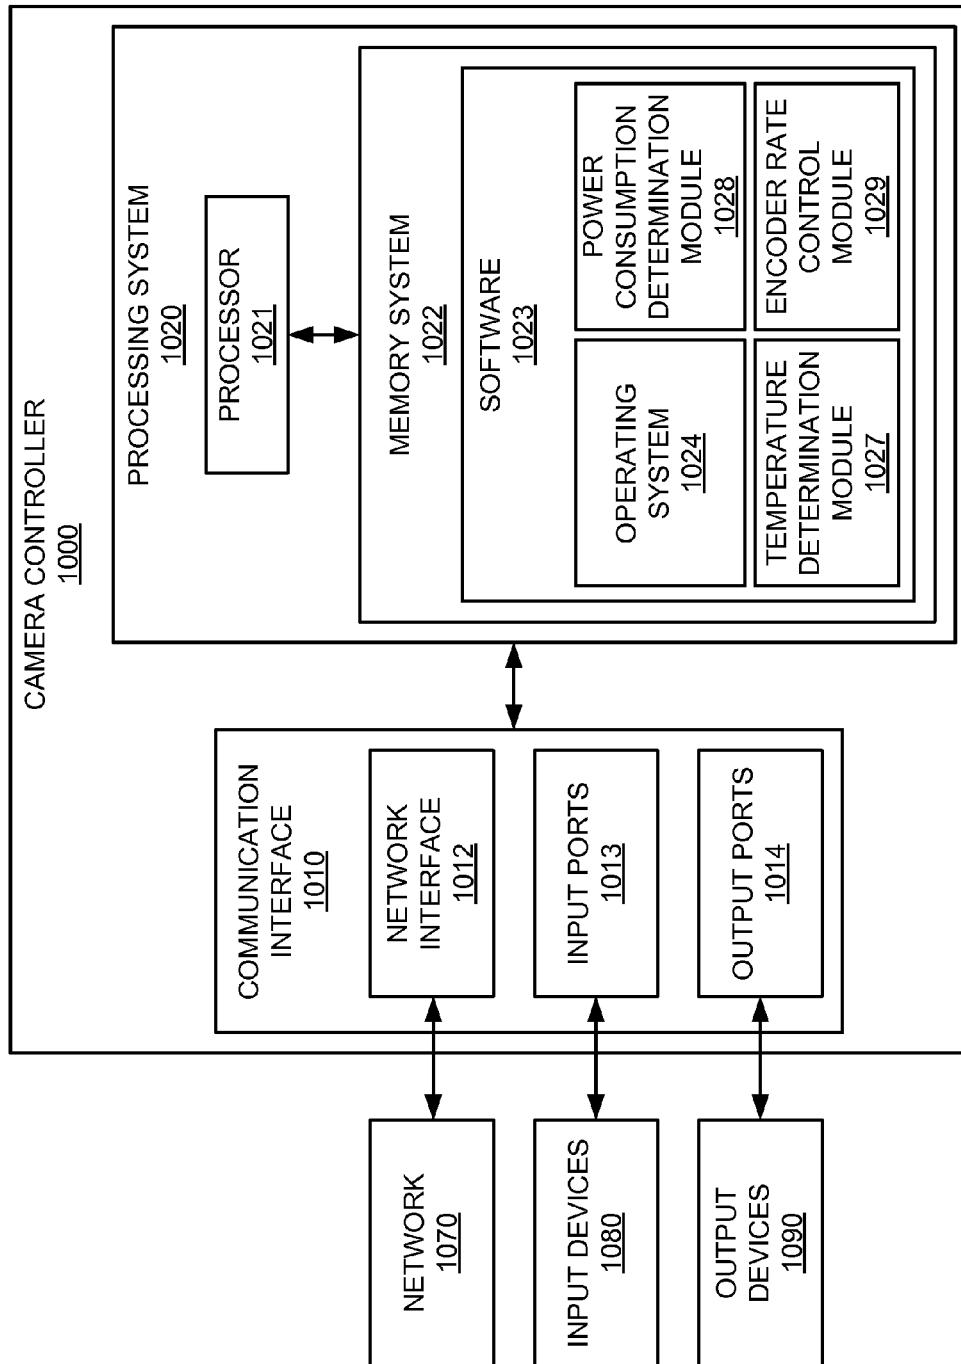 CAMERA CONTROLLER
1000
PROCESSING SYSTEM
1020
PROCESSOR
1021
MEMORY SYSTEM
1022
SOFTWARE
1023
OPERATING
SYSTEM
1024
POWER
CONSUMPTION
DETERMINATION
MODULE
1028
TEMPERATURE
DETERMINATION
MODULE
1027
ENCODER RATE
CONTROL
MODULE
1029
COMMUNICATION
INTERFACE
1010
NETWORK
INTERFACE
1012
INPUT PORTS
1013
OUTPUT PORTS
1014
NETWORK
1070
INPUT DEVICES
1080
OUTPUT
DEVICES
1090